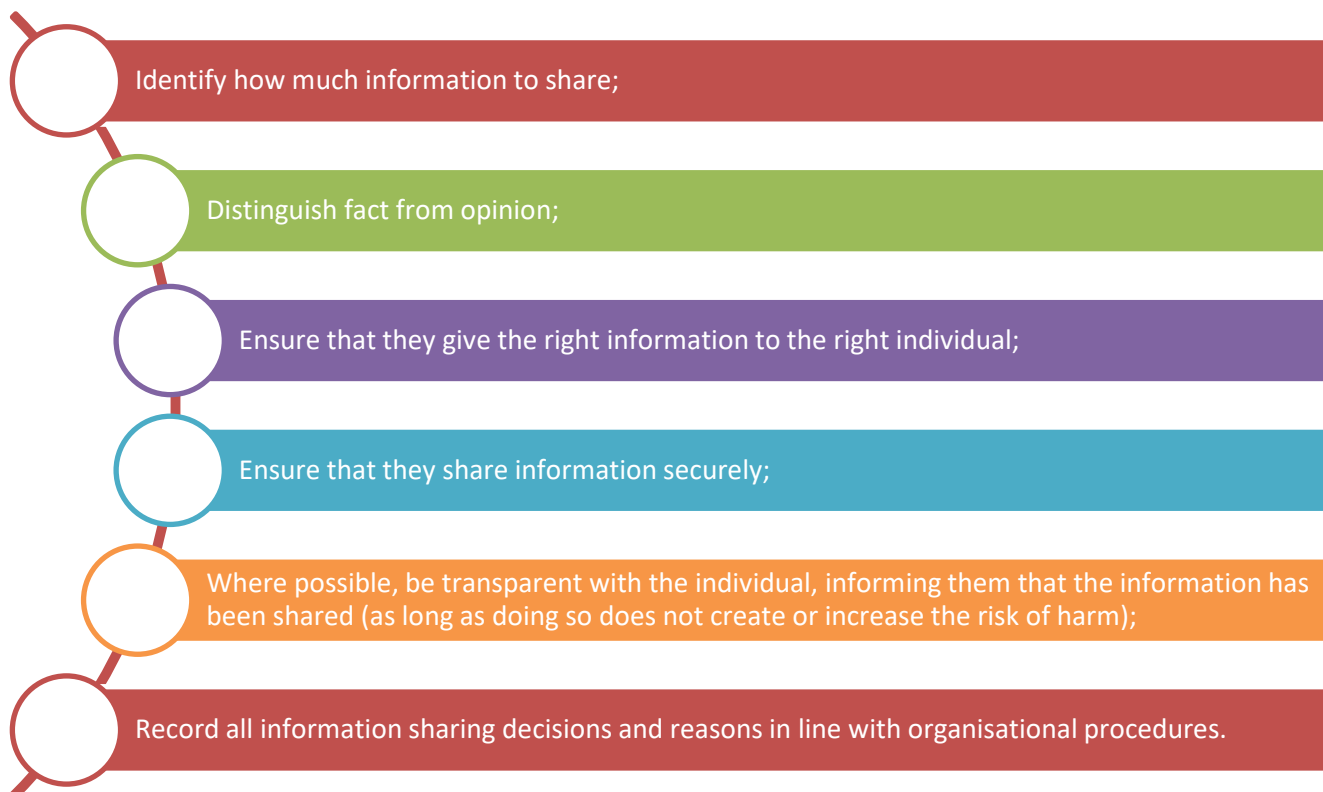 Identify how much information to share;
Distinguish fact from opinion;
Ensure that they give the right information to the right individual;
Ensure that they share information securely;
Where possible, be transparent with the individual, informing them that the information has
been shared (as long as doing so does not create or increase the risk of harm);
Record all information sharing decisions and reasons in line with organisational procedures.